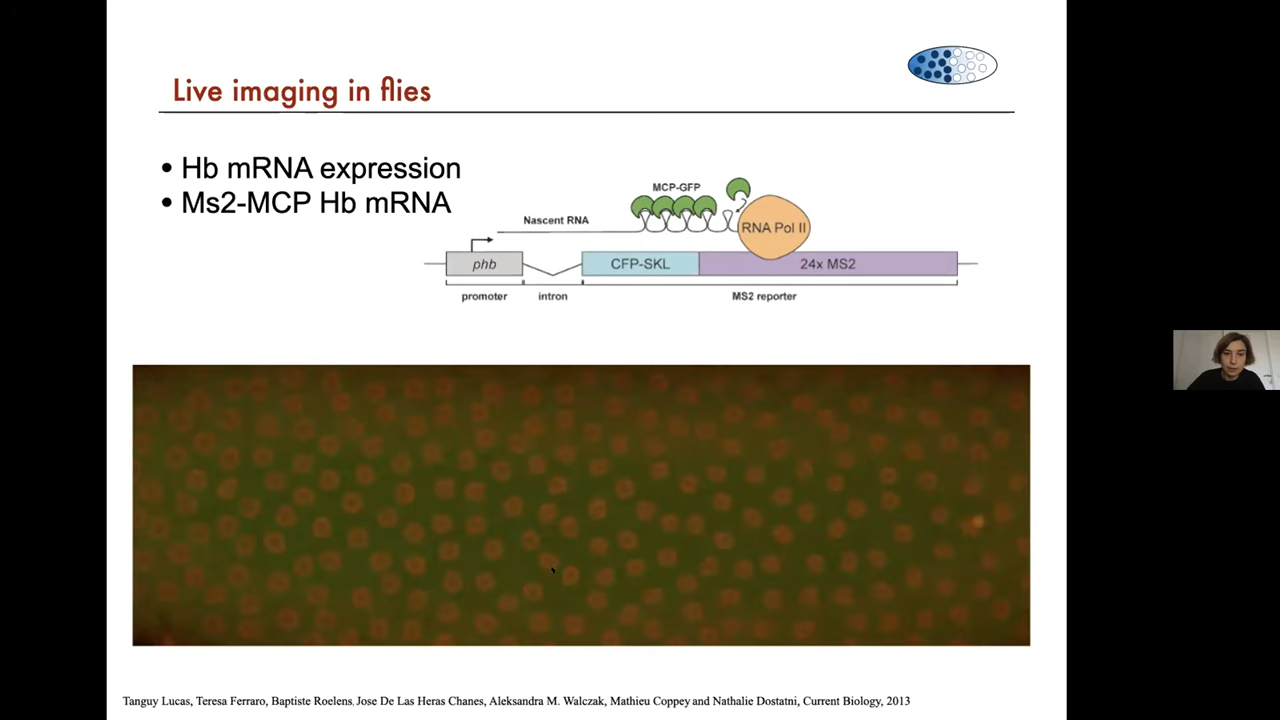 Live imaging in flies
• Hb mRNA expression
• Ms2-MCP Hb mRNA
MCP-GFP
Nascent RNA
RNA Pol II
phb
CFP-SKL
24x MS2
promoter
intron
MS2 reporter
Tanguy Lucas, Teresa Ferraro, Baptiste Roelens, Jose De Las Heras Chanes, Aleksandra M. Walczak, Mathieu Coppey and Nathalie Dostatni, Current Biology, 2013